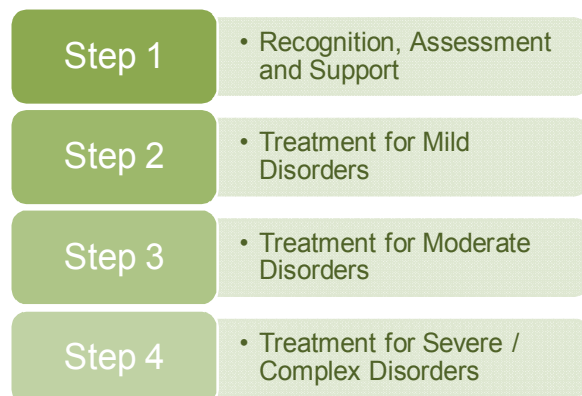 Step 1
• Recognition, Assessment
and Support
Step 2
• Treatment for Mild
Disorders
Step 3
• Treatment for Moderate
Disorders
Step 4
• Treatment for Severe /
Complex Disorders